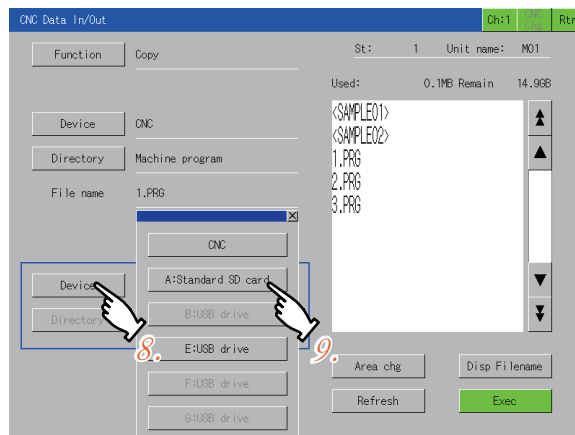 CNC Data In/Out
Ch:1
CNC
Chg
Rtr
Function
Copy
St: 1 Unit name: M01
Used: 0.1MB Remain 14.9GB
Device
CNC
Directory
Machine program
File name
1.PRG
<SAMPLE01>
<SAMPLE02>
1.PRG
2.PRG
3.PRG
CNC
A:Standard SD card
B:USB drive
E:USB drive
F:USB drive
G:USB drive
Device
Directory
8.
9.
Area chg
Disp Filename
Refresh
Exec